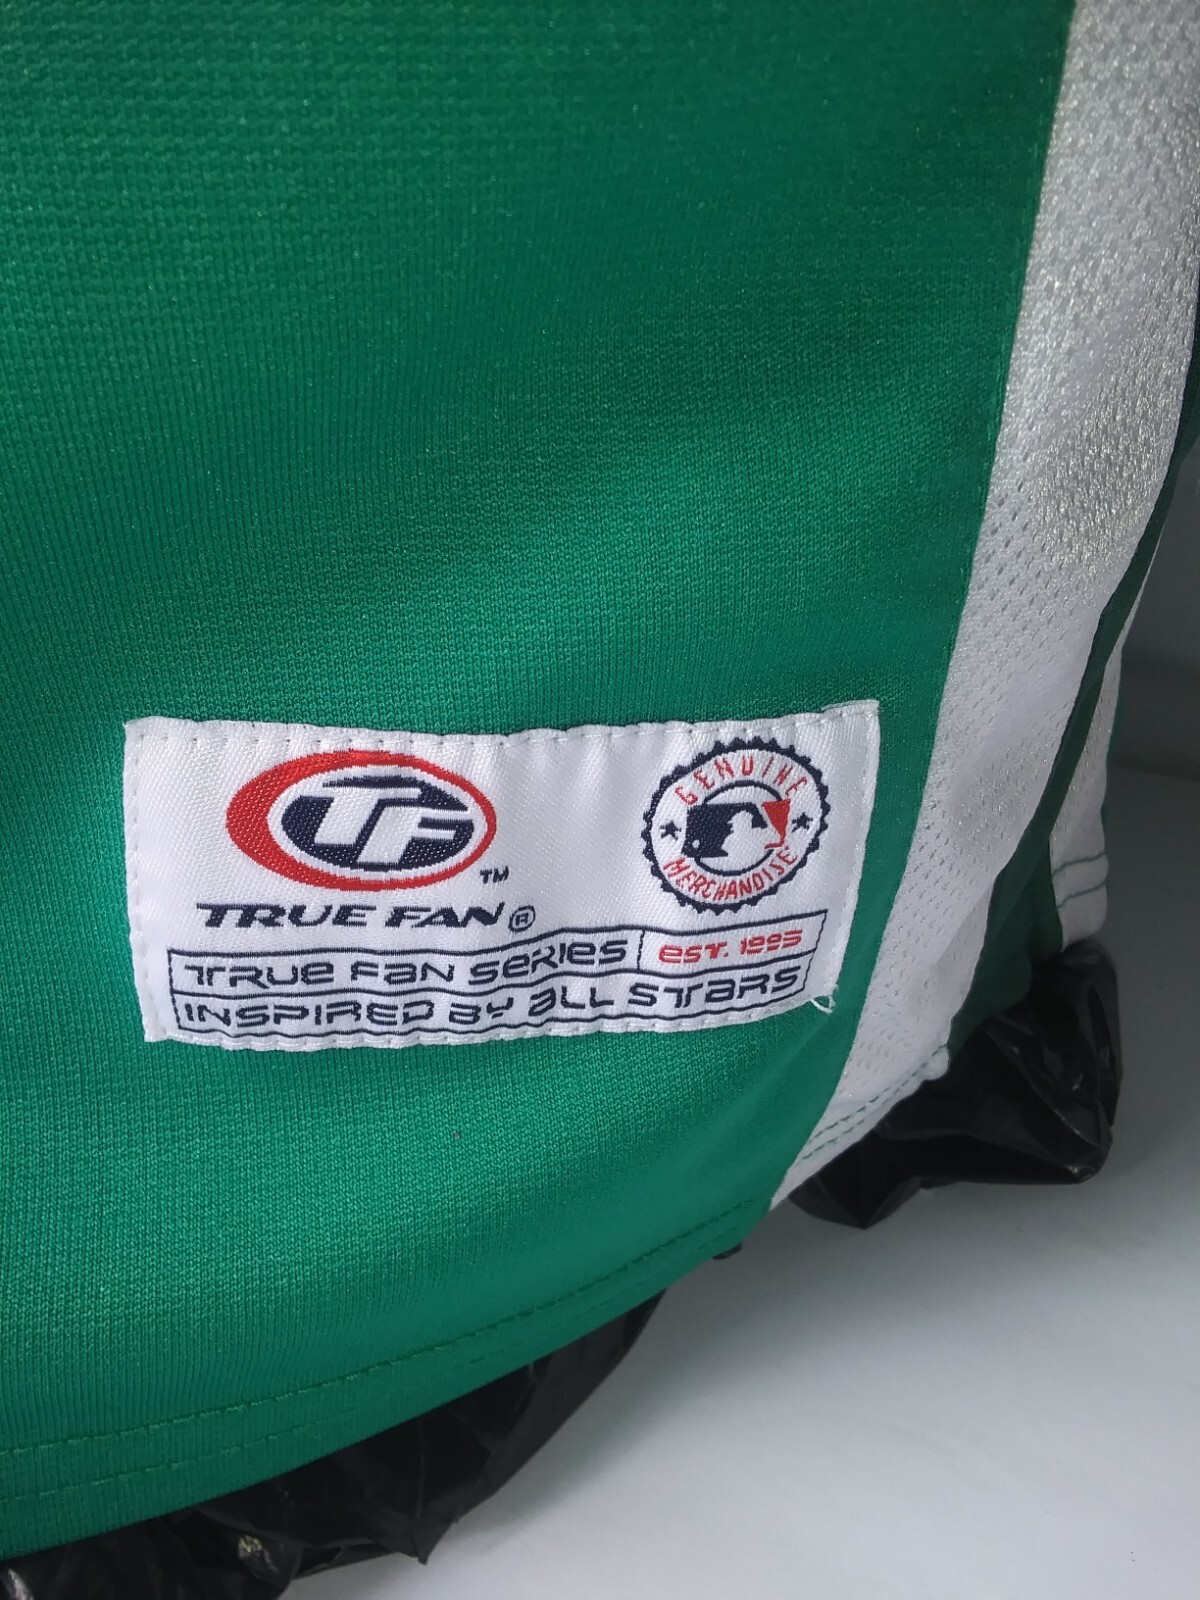 TF
TM
TRUE FAN®
GENUINE
MERCHANDISE
TRUE FAN SERIES EST. 1995
INSPIRED BY ALL STARS